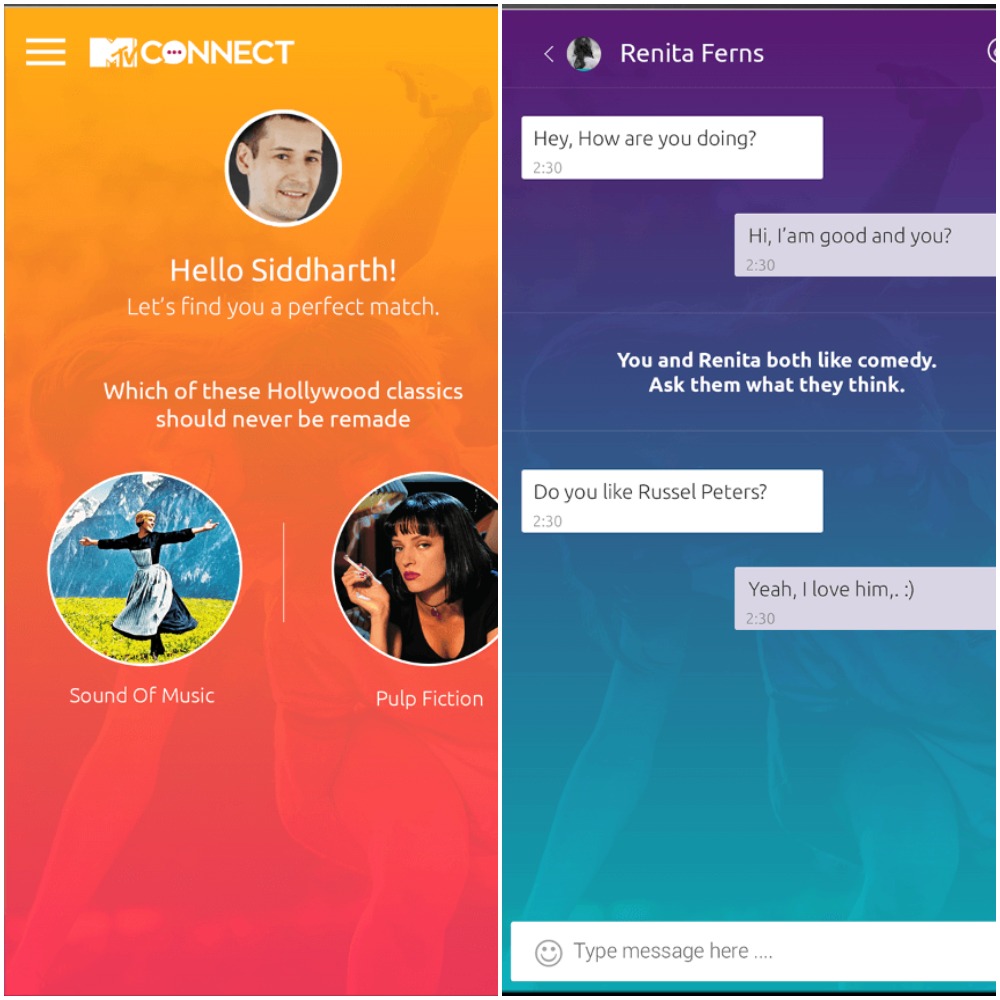 MTV CONNECT
Hello Siddharth!
Let's find you a perfect match.
Which of these Hollywood classics
should never be remade
Sound Of Music
Pulp Fiction
Renita Ferns
Hey, How are you doing?
2:30
Hi, I'am good and you?
2:30
You and Renita both like comedy.
Ask them what they think.
Do you like Russel Peters?
2:30
Yeah, I love him,. :)
2:30
Type message here ....